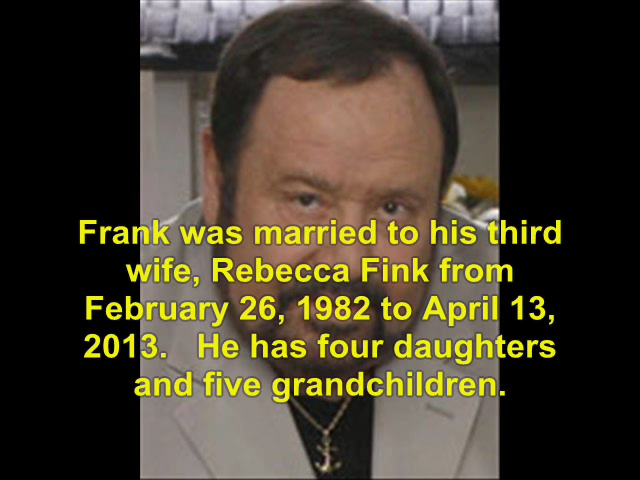 Frank was married to his third
wife, Rebecca Fink from
February 26, 1982 to April 13,
2013.   He has four daughters
and five grandchildren.